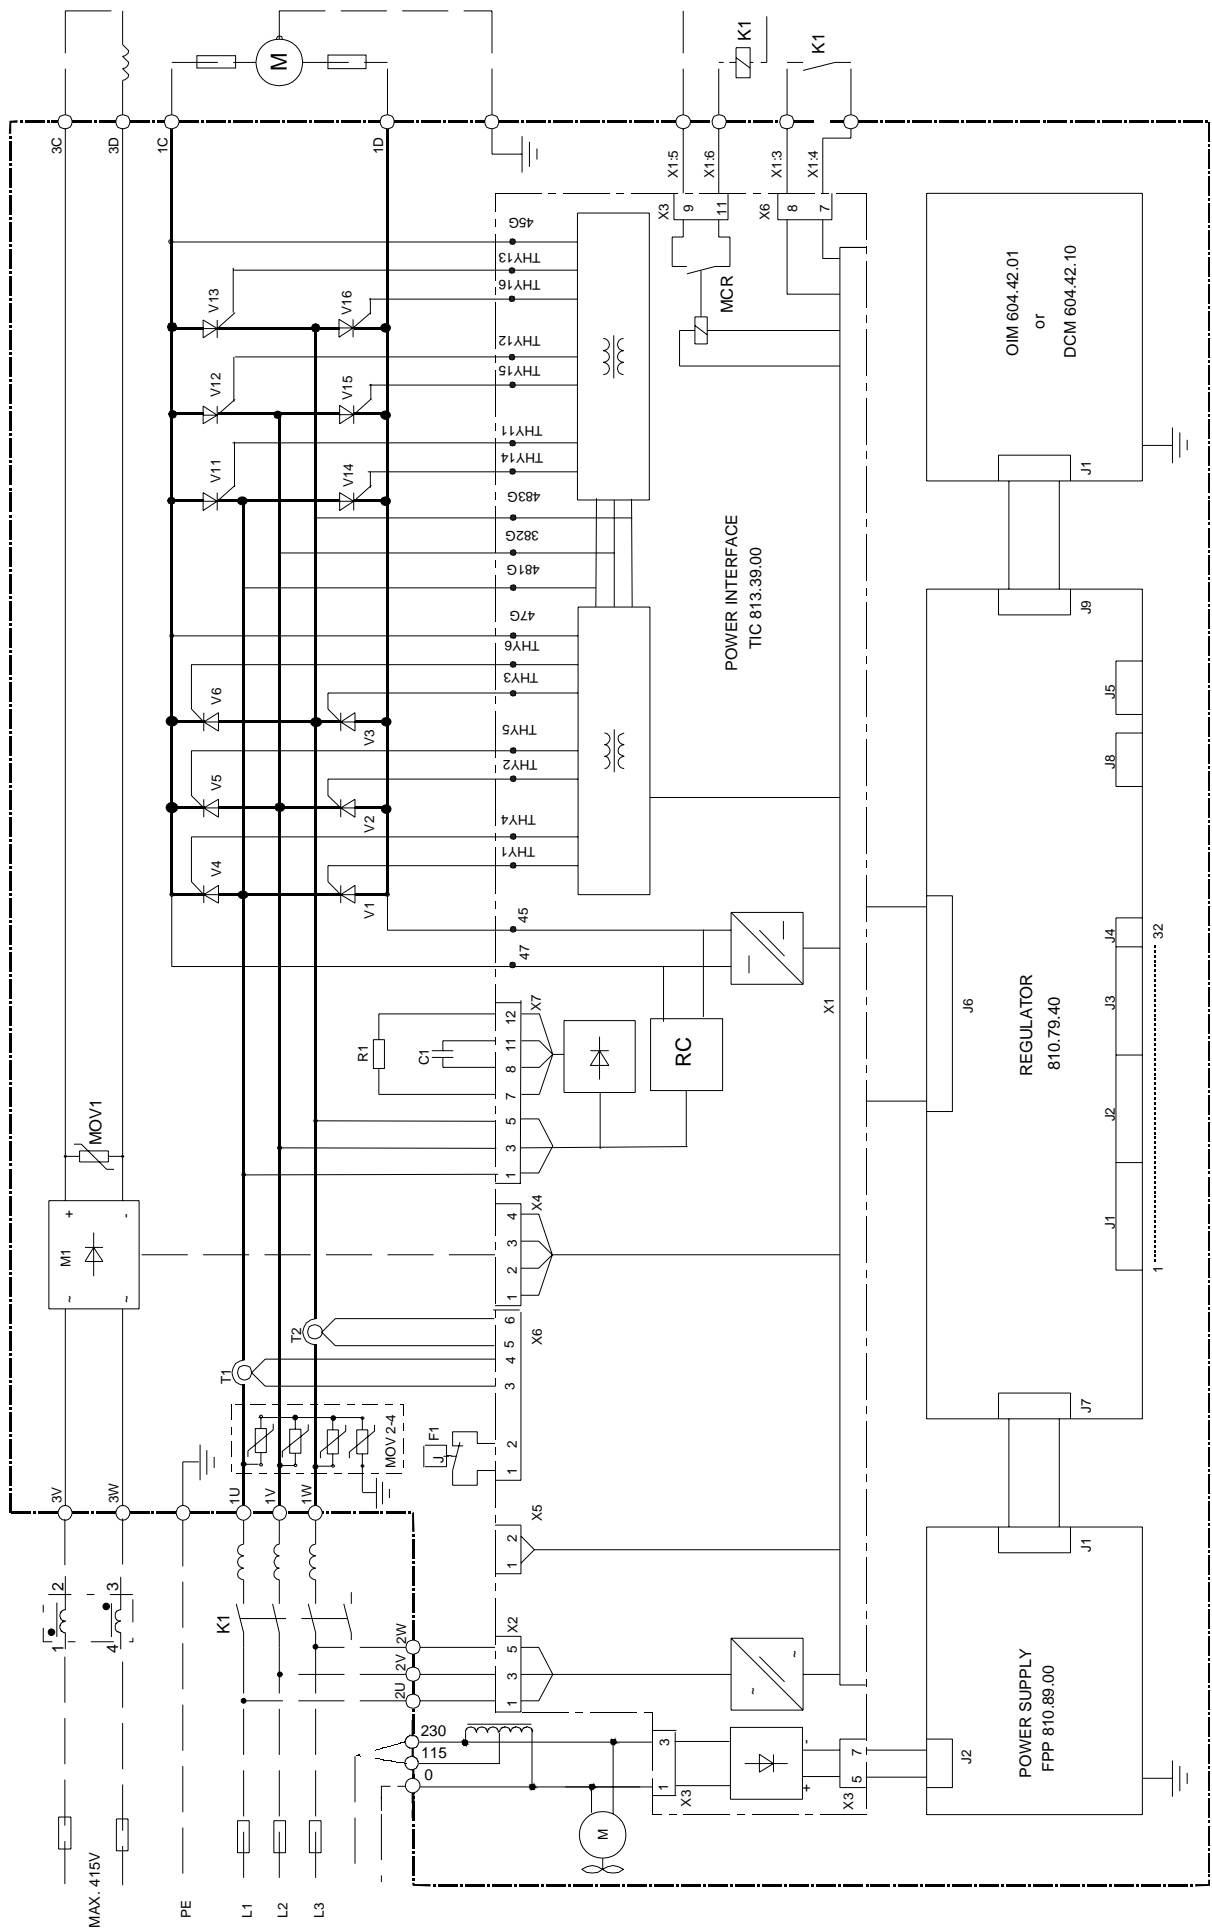 3C
3D
1C
1D
M
K1
K1
X1:5
X1:6
X1:3
X1:4
X3
9
11
X6
8
7
MCR
45G
THY13
THY16
THY12
THY15
THY11
THY14
483G
382G
481G
47G
THY6
THY3
THY5
THY2
THY4
THY1
V13
V16
V12
V15
V11
V14
V6
V3
V5
V2
V4
V1
POWER INTERFACE
TIC 813.39.00
OIM 604.42.01
or
DCM 604.42.10
J1
J9
J5
J8
J4
J3
J2
J1
32
1
REGULATOR
810.79.40
J6
J7
X1
45
47
X7
12
11
8
7
5
3
1
R1
C1
RC
MOV1
M1
+
-
~
~
X4
4
3
2
1
X6
6
5
4
3
2
1
T2
T1
F1
MOV 2-4
3V
3W
1U
1V
1W
X5
2
1
2
3
1
4
K1
2W
2V
2U
X2
5
3
1
~
~
230
115
0
X3
3
1
-
+
X3
7
5
J2
J1
POWER SUPPLY
FPP 810.89.00
M
MAX. 415V
PE
L1
L2
L3